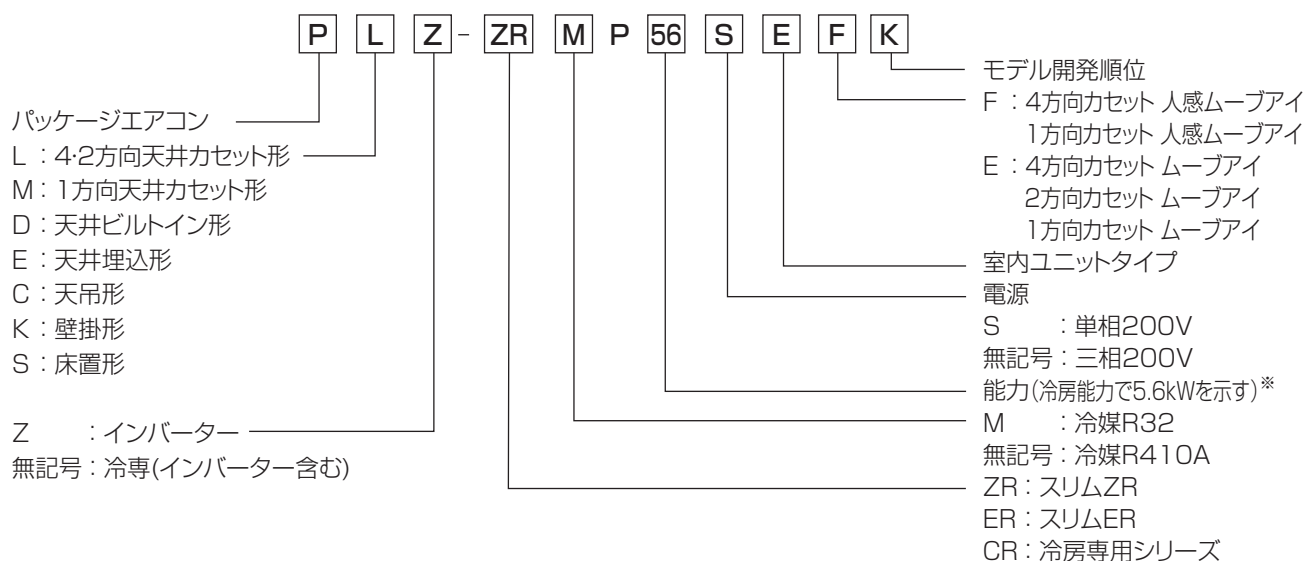 PLZ-ZRMP56SEFK
パッケージエアコン
L：4・2方向天井カセット形
M：1方向天井カセット形
D：天井ビルトイン形
E：天井埋込形
C：天吊形
K：壁掛形
S：床置形
Z：インバーター
無記号：冷専(インバーター含む)
モデル開発順位
F：4方向カセット 人感ムーブアイ
1方向カセット 人感ムーブアイ
E：4方向カセット ムーブアイ
2方向カセット ムーブアイ
1方向カセット ムーブアイ
室内ユニットタイプ
電源
S：単相200V
無記号：三相200V
能力(冷房能力で5.6kWを示す)※
M：冷媒R32
無記号：冷媒R410A
ZR：スリムZR
ER：スリムER
CR：冷房専用シリーズ